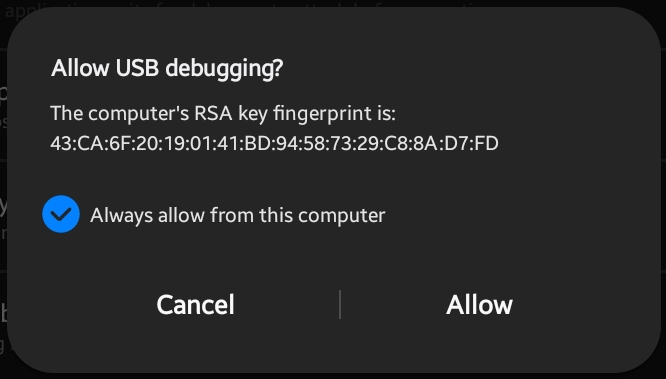 Allow USB debugging?
The computer's RSA key fingerprint is:
43:CA:6F:20:19:01:41:BD:94:58:73:29:C8:8A:D7:FD
Always allow from this computer
Cancel
Allow